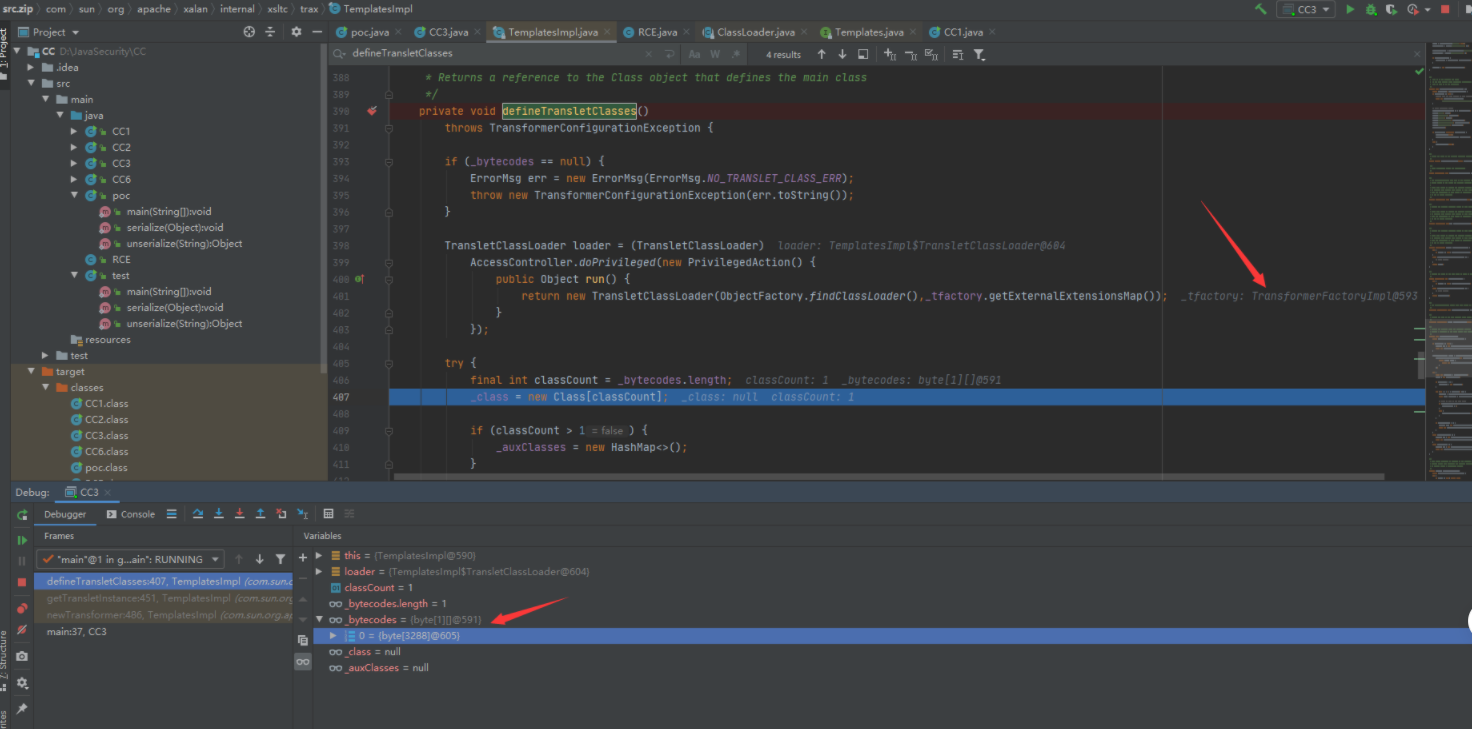 src.zip > com > sun > org > apache > xalan > internal > xsltc > trax > TemplatesImpl
CC3
Project
poc.java × CC3.java × TemplatesImpl.java × RCE.java × ClassLoader.java × Templates.java × CC1.java ×
CC D:\JavaSecurity\CC
.idea
src
main
java
CC1
CC2
CC3
CC6
poc
main(String[]):void
serialize(Object):void
unserialize(String):Object
RCE
test
main(String[]):void
serialize(Object):void
unserialize(String):Object
resources
test
target
classes
CC1.class
CC2.class
CC3.class
CC6.class
poc.class
defineTransletClasses
4 results
388 * Returns a reference to the Class object that defines the main class
389 */
390 private void defineTransletClasses()
391 throws TransformerConfigurationException {
392
393 if (_bytecodes == null) {
394 ErrorMsg err = new ErrorMsg(ErrorMsg.NO_TRANSLET_CLASS_ERR);
395 throw new TransformerConfigurationException(err.toString());
396 }
397
398 TransletClassLoader loader = (TransletClassLoader) loader: TemplatesImpl$TransletClassLoader@604
399 AccessController.doPrivileged(new PrivilegedAction() {
400 public Object run() {
401 return new TransletClassLoader(ObjectFactory.findClassLoader(),_tfactory.getExternalExtensionsMap()); _tfactory: TransformerFactoryImpl@593
402 }
403 });
404
405 try {
406 final int classCount = _bytecodes.length; classCount: 1 _bytecodes: byte[1][]@591
407 _class = new Class[classCount]; _class: null classCount: 1
408
409 if (classCount > 1 = false ) {
410 _auxClasses = new HashMap<>();
411 }
Debug: CC3 ×
Debugger Console
Frames
"main"@1 in g...ain": RUNNING
defineTransletClasses:407, TemplatesImpl (com.sun.o
getTransletInstance:451, TemplatesImpl (com.sun.org
newTransformer:486, TemplatesImpl (com.sun.org.ap
main:37, CC3
Variables
this = {TemplatesImpl@590}
loader = {TemplatesImpl$TransletClassLoader@604}
classCount = 1
_bytecodes.length = 1
_bytecodes = {byte[1][]@591}
0 = {byte[3288]@605}
_class = null
_auxClasses = null
1: Project
Z: Structure